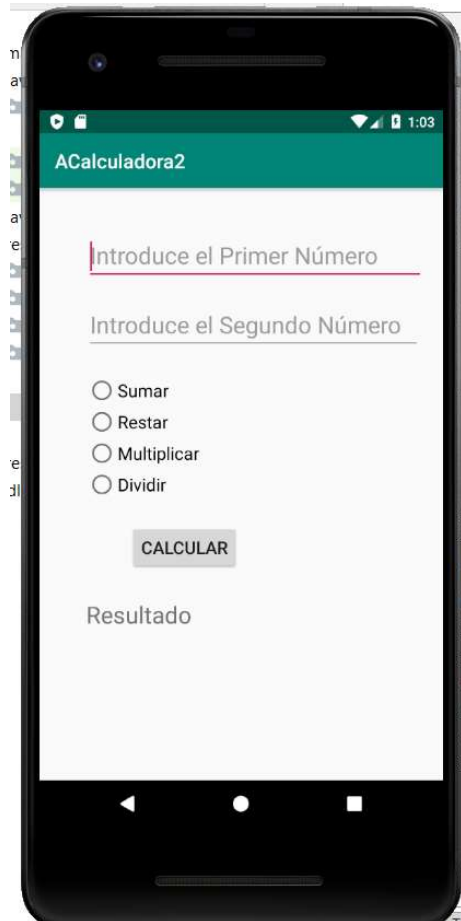 1:03
ACalculadora2
Introduce el Primer Número
Introduce el Segundo Número
Sumar
Restar
Multiplicar
Dividir
CALCULAR
Resultado